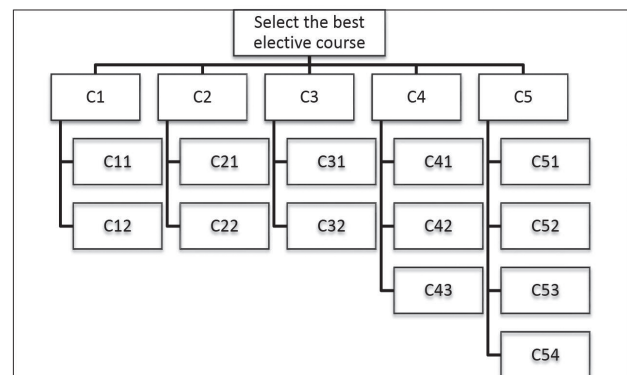 Select the best
elective course
C1
C2
C3
C4
C5
C11
C21
C31
C41
C51
C12
C22
C32
C42
C52
C43
C53
C54